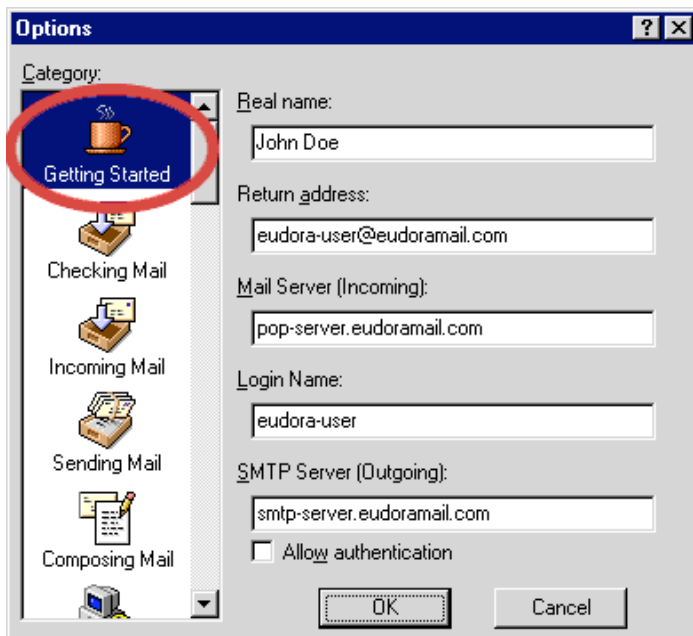 Options
Category:
Getting Started
Checking Mail
Incoming Mail
Sending Mail
Composing Mail
Real name:
John Doe
Return address:
eudora-user@eudoramail.com
Mail Server (Incoming):
pop-server.eudoramail.com
Login Name:
eudora-user
SMTP Server (Outgoing):
smtp-server.eudoramail.com
Allow authentication
OK
Cancel